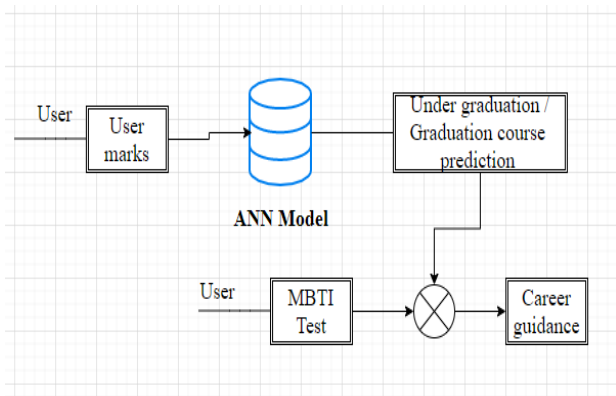 User
User
marks
Under graduation /
Graduation course
prediction
ANN Model
User
MBTI
Test
Career
guidance